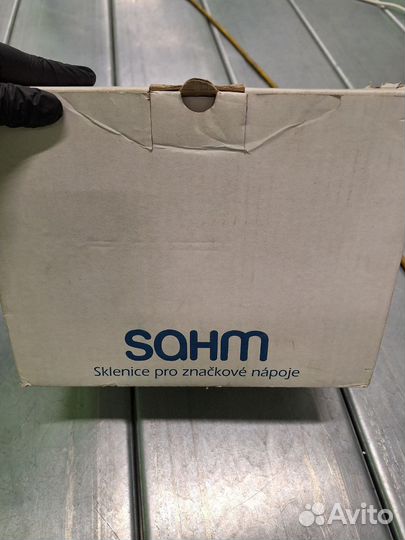 sahm
Sklenice pro značkové nápoje
Avito